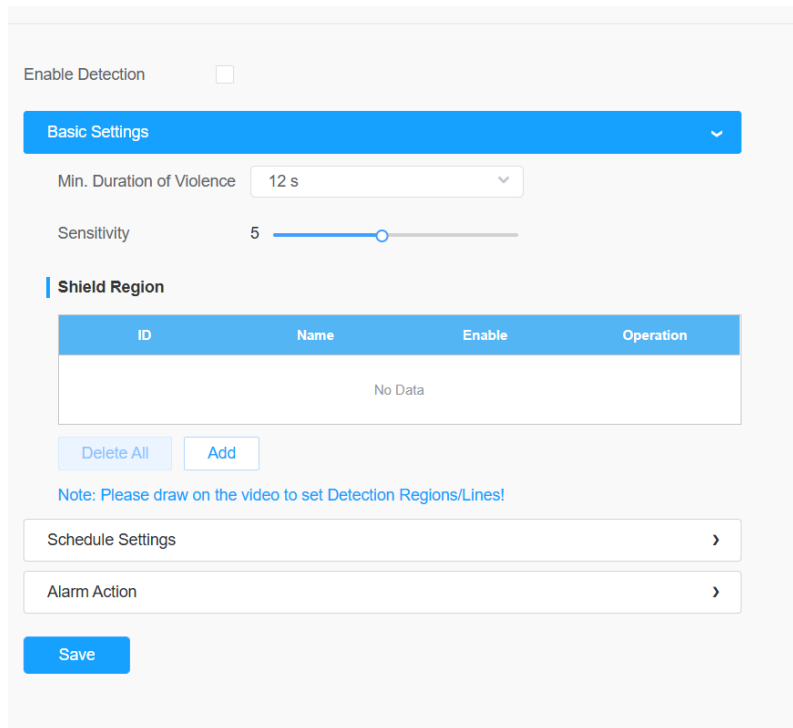 Enable Detection
Basic Settings
Min. Duration of Violence 12 s
Sensitivity 5
Shield Region
ID Name Enable Operation
No Data
Delete All Add
Note: Please draw on the video to set Detection Regions/Lines!
Schedule Settings
Alarm Action
Save